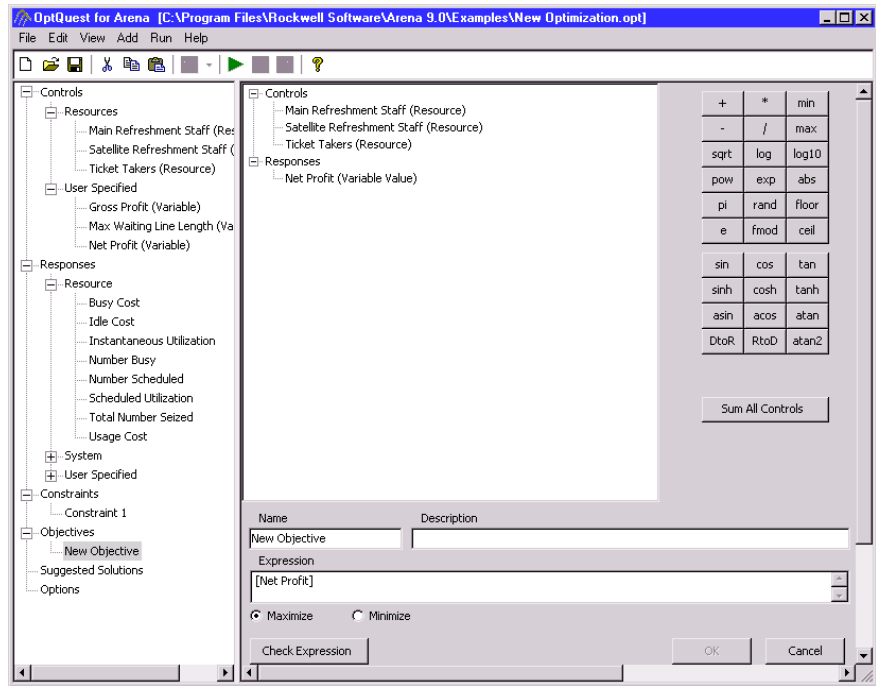 OptQuest for Arena [C:\Program Files\Rockwell Software\Arena 9.0\Examples\New Optimization.opt]
File Edit View Add Run Help
Controls
Resources
Main Refreshment Staff (Res
Satellite Refreshment Staff (
Ticket Takers (Resource)
User Specified
Gross Profit (Variable)
Max Waiting Line Length (Va
Net Profit (Variable)
Responses
Resource
Busy Cost
Idle Cost
Instantaneous Utilization
Number Busy
Number Scheduled
Scheduled Utilization
Total Number Seized
Usage Cost
System
User Specified
Constraints
Constraint 1
Objectives
New Objective
Suggested Solutions
Options
Controls
Main Refreshment Staff (Resource)
Satellite Refreshment Staff (Resource)
Ticket Takers (Resource)
Responses
Net Profit (Variable Value)
+ * min
- / max
sqrt log log10
pow exp abs
pi rand floor
e fmod ceil
sin cos tan
sinh cosh tanh
asin acos atan
DtoR RtoD atan2
Sum All Controls
Name Description
New Objective
Expression
[Net Profit]
Maximize Minimize
Check Expression OK Cancel